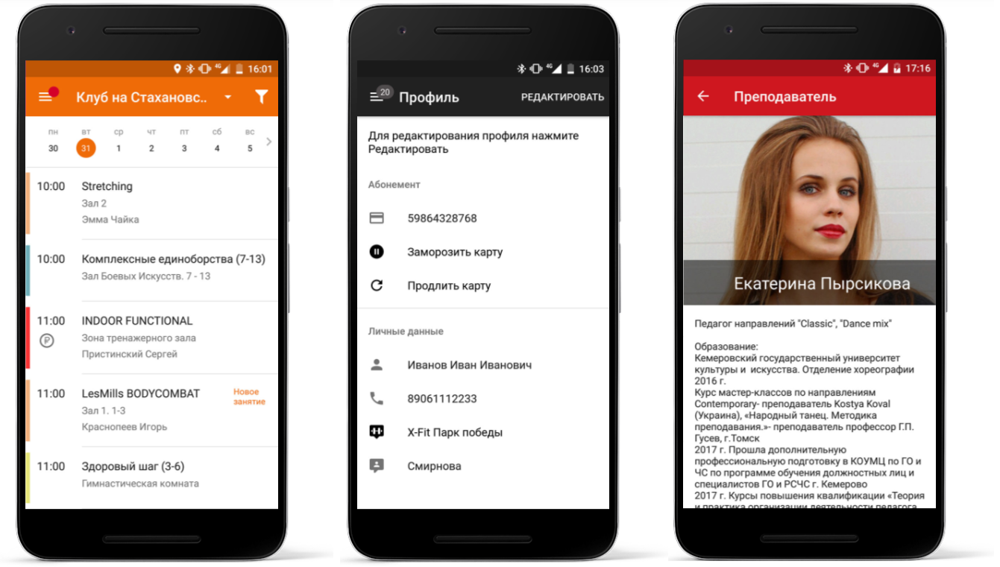 4G 16:01
Клуб на Стахановс..
пн вт ср чт пт сб вс
30 31 1 2 3 4 5
10:00 Stretching
Зал 2
Эмма Чайка
10:00 Комплексные единоборства (7-13)
Зал Боевых Искусств. 7 - 13
11:00 INDOOR FUNCTIONAL
₽ Зона тренажерного зала
Пристинский Сергей
11:00 LesMills BODYCOMBAT
Новое
занятие
Зал 1. 1-3
Краснопеев Игорь
11:00 Здоровый шаг (3-6)
Гимнастическая комната
4G 16:03
20 Профиль РЕДАКТИРОВАТЬ
Для редактирования профиля нажмите
Редактировать
Абонемент
59864328768
Заморозить карту
Продлить карту
Личные данные
Иванов Иван Иванович
89061112233
X-Fit Парк победы
Смирнова
4G 17:16
Преподаватель
Екатерина Пырсикова
Педагог направлений "Classic", "Dance mix"
Образование:
Кемеровский государственный университет
культуры и искусства. Отделение хореографии
2016 г.
Курс мастер-классов по направлениям
Contemporary- преподаватель Kostya Koval
(Украина), «Народный танец. Методика
преподавания.»- преподаватель профессор Г.П.
Гусев, г.Томск
2017 г. Прошла дополнительную
профессиональную подготовку в КОУМЦ по ГО и
ЧС по программе обучения должностных лиц и
специалистов ГО и РСЧС г. Кемерово
2017 г. Курсы повышения квалификации «Теория
и практика организации деятельности педагога